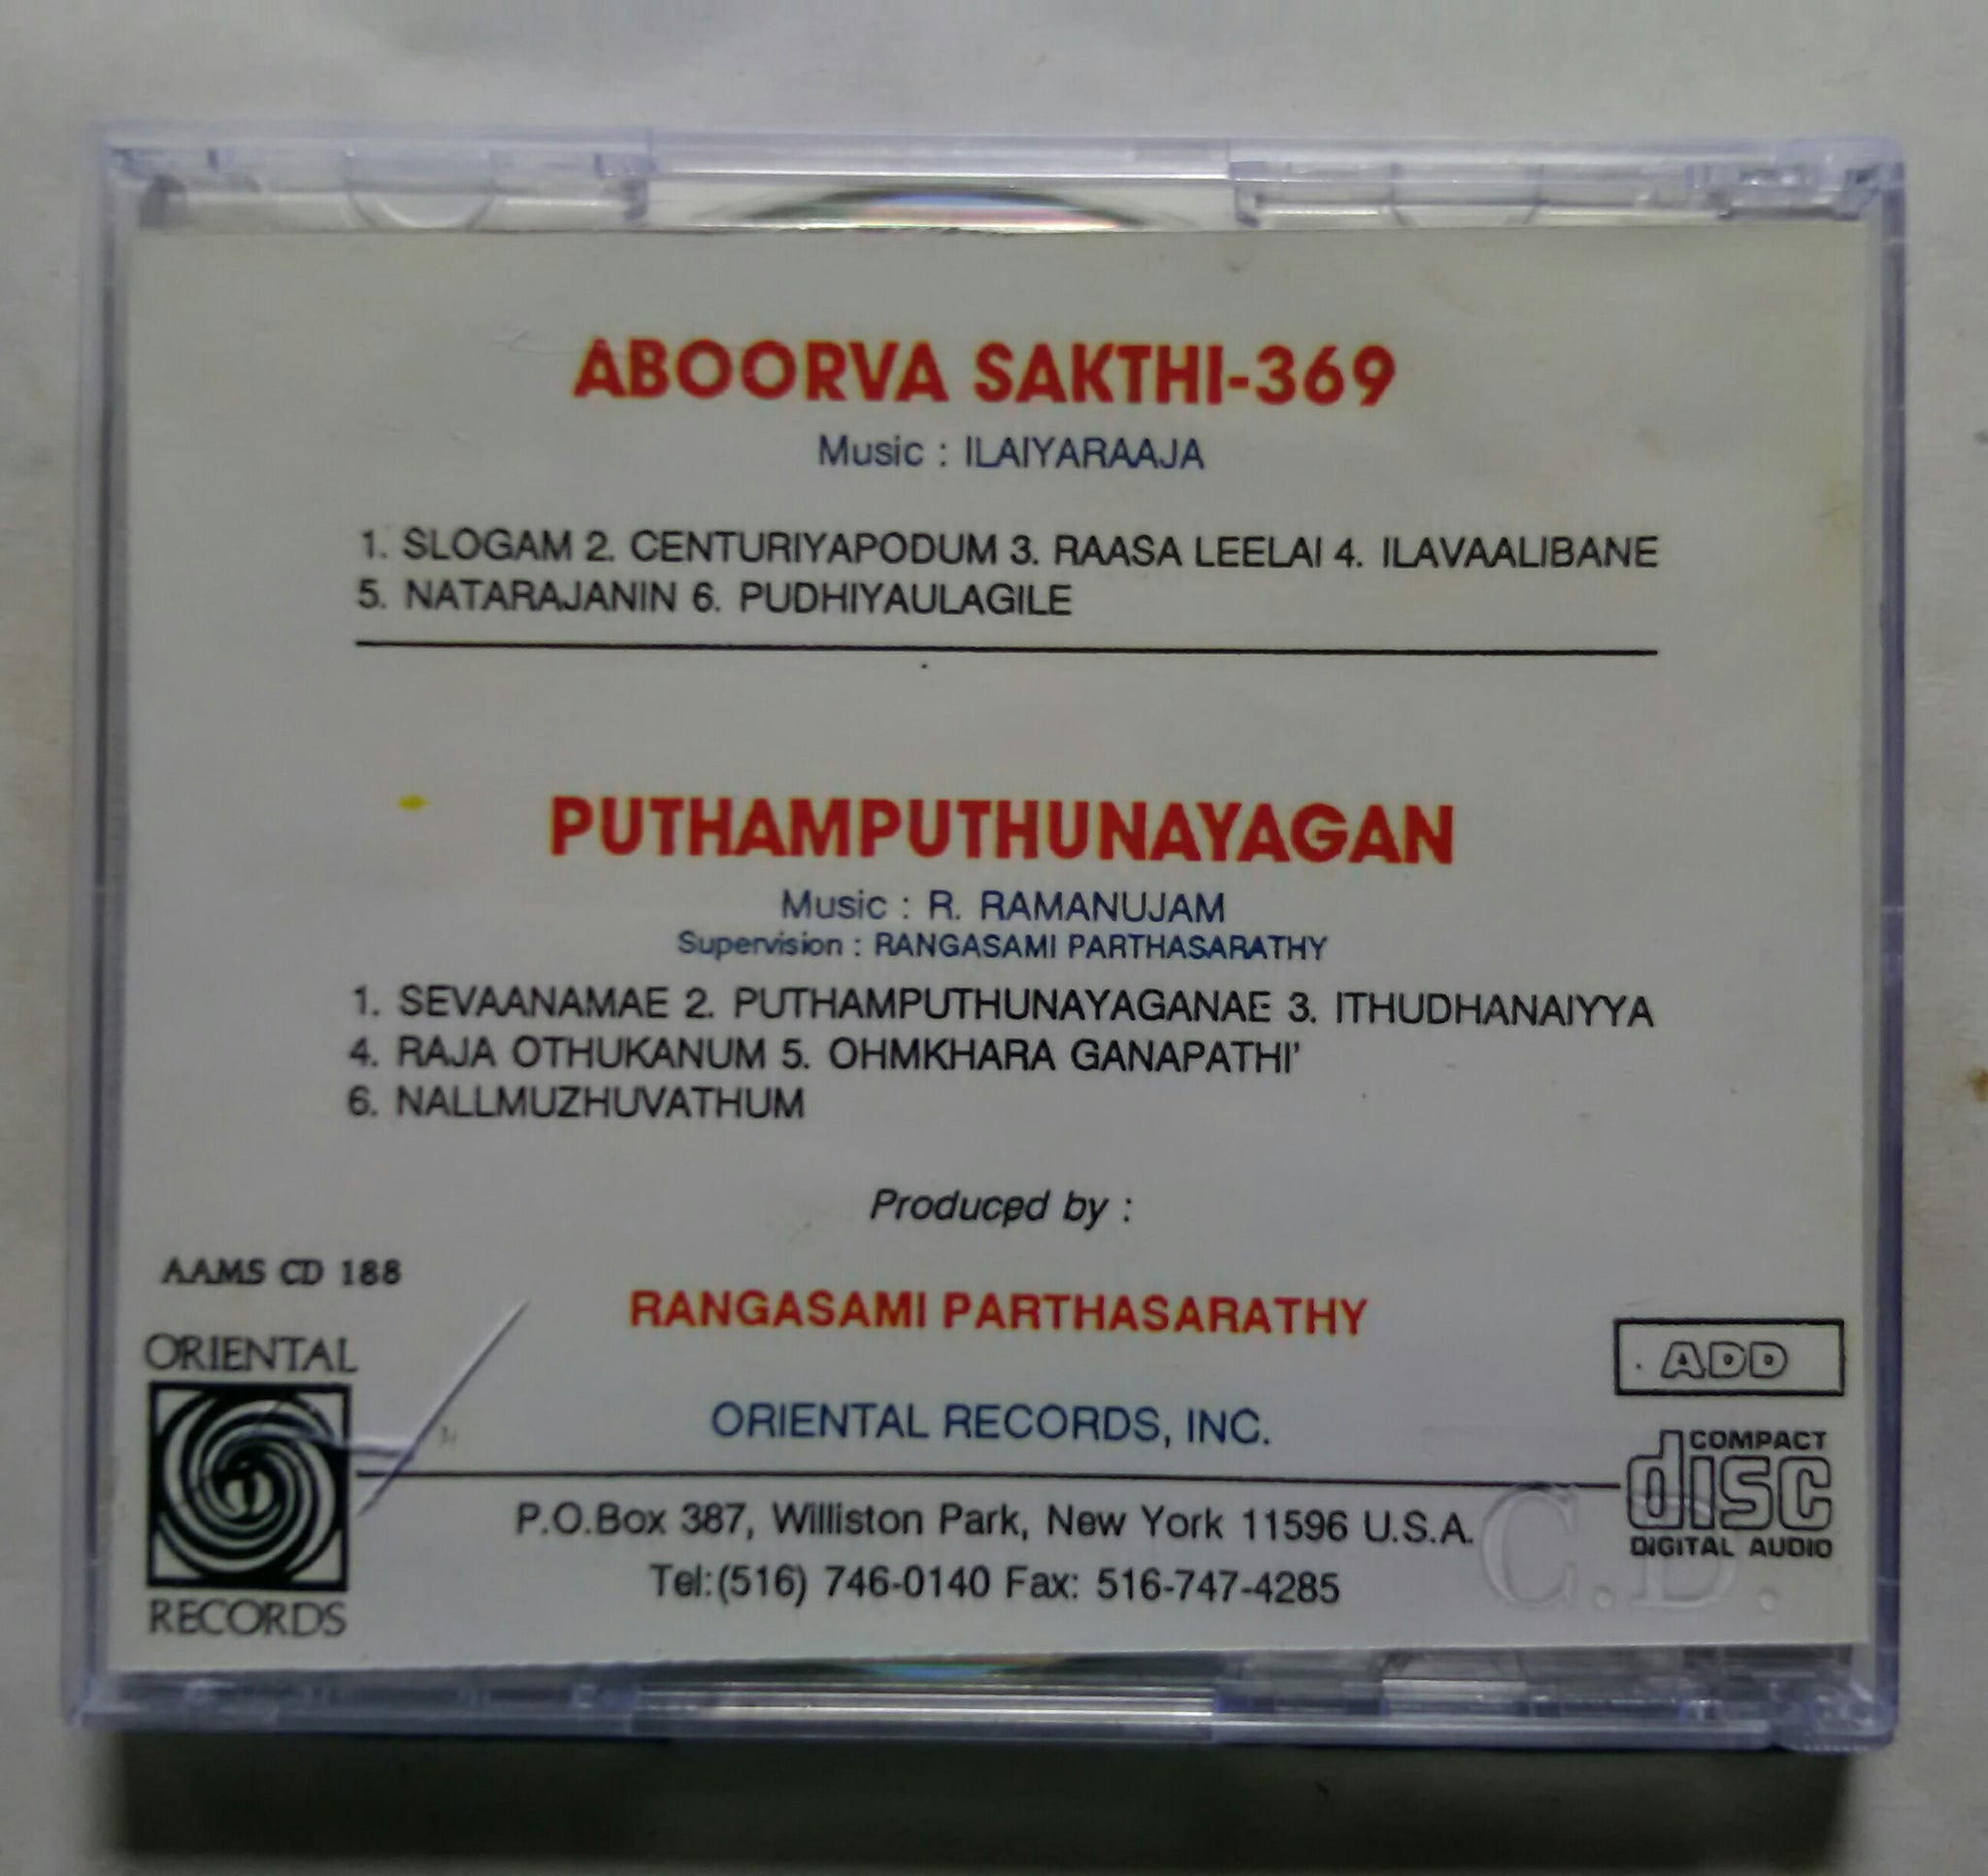 ABOORVA SAKTHI-369
Music : ILAIYARAAJA
1. SLOGAM 2. CENTURIYAPODUM 3. RAASA LEELAI 4. ILAVAALIBANE
5. NATARAJANIN 6. PUDHIYAULAGILE
PUTHAMPUTHUNAYAGAN
Music : R. RAMANUJAM
Supervision : RANGASAMI PARTHASARATHY
1. SEVAANAMAE 2. PUTHAMPUTHUNAYAGANAE 3. ITHUDHANAIYYA
4. RAJA OTHUKANUM 5. OHMKHARA GANAPATHI'
6. NALLMUZHUVATHUM
Produced by :
AAMS CD 188
RANGASAMI PARTHASARATHY
ORIENTAL
RECORDS
ADD
ORIENTAL RECORDS, INC.
COMPACT
disc
DIGITAL AUDIO
P.O.Box 387, Williston Park, New York 11596 U.S.A.
Tel:(516) 746-0140 Fax: 516-747-4285
C.D.